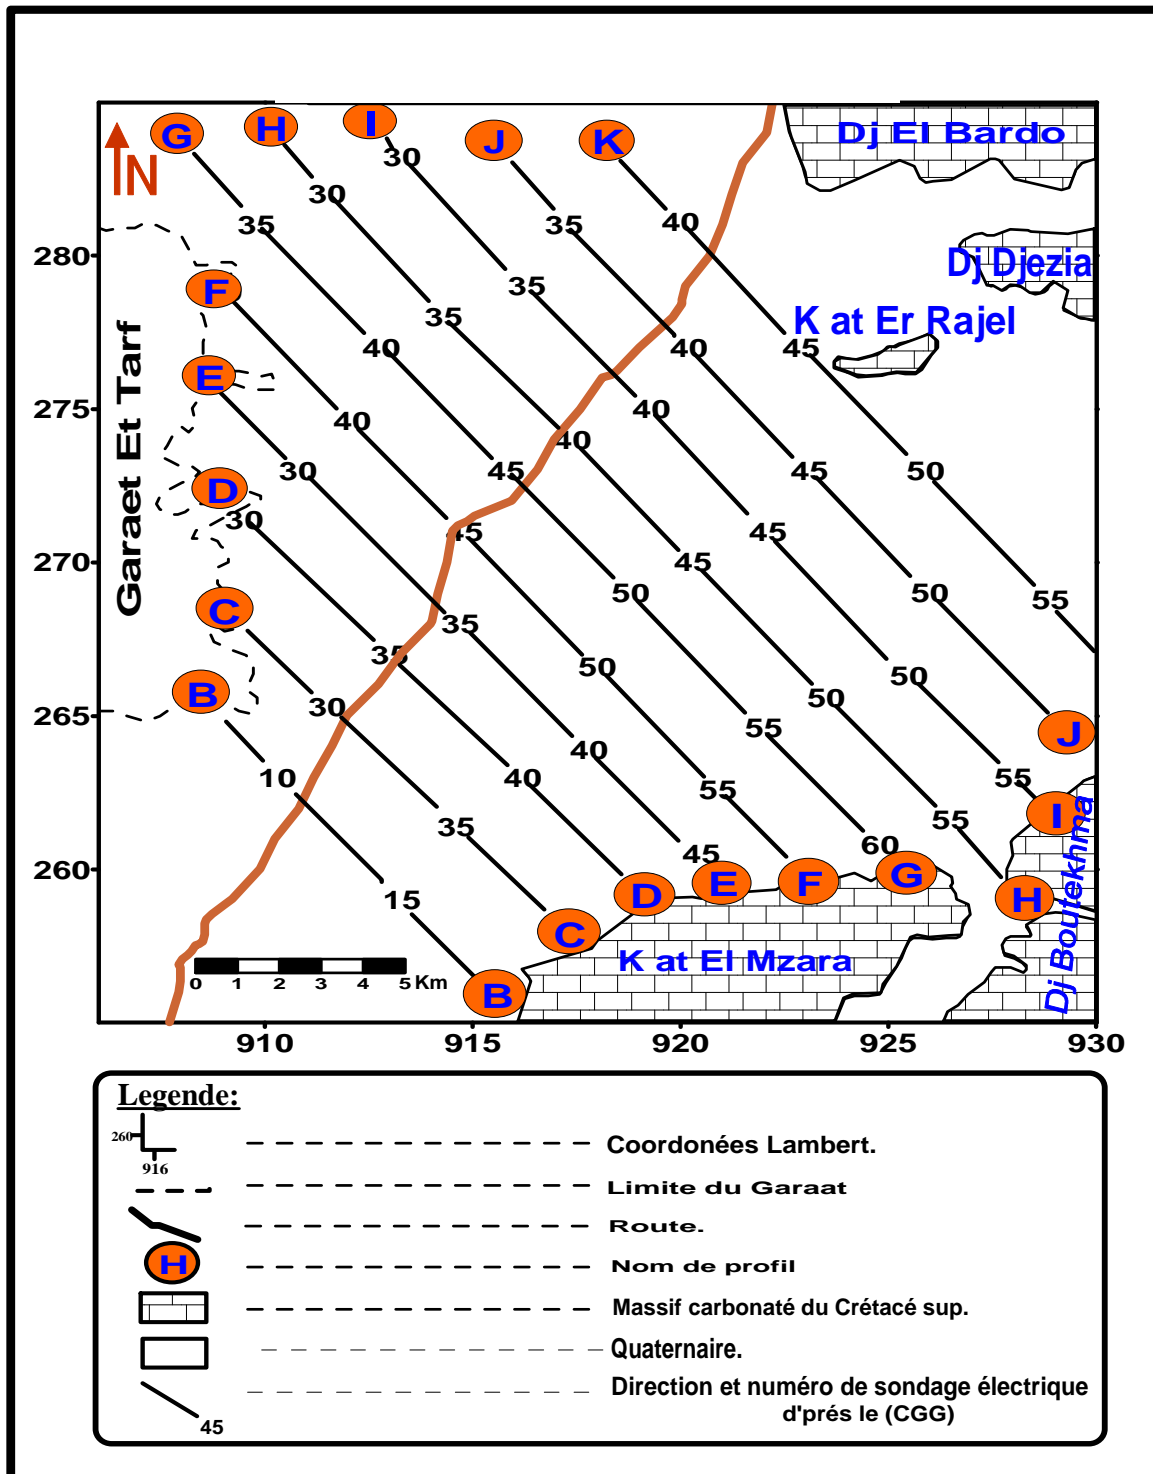 G H I J K
Dj El Bardo
N
30
30
35
35
40
280
Dj Djezia
F
35
35
K at Er Rajel
Garaet Et Tarf
40
40
45
E
275
40
40
40
45
45
50
30
D
30
45
45
45
270
C
50
50
55
35
35
B
50
50
50
265
30
55
J
10
40
40
55
55
55
I
35
45
60
260
15
D E F G H
C
K at El Mzara
Dj Boutekhma
B
0 1 2 3 4 5 Km
910 915 920 925 930
Legende:
260
916
Coordonées Lambert.
Limite du Garaat
Route.
H
Nom de profil
Massif carbonaté du Crétacé sup.
Quaternaire.
45
Direction et numéro de sondage électrique
d'prés le (CGG)